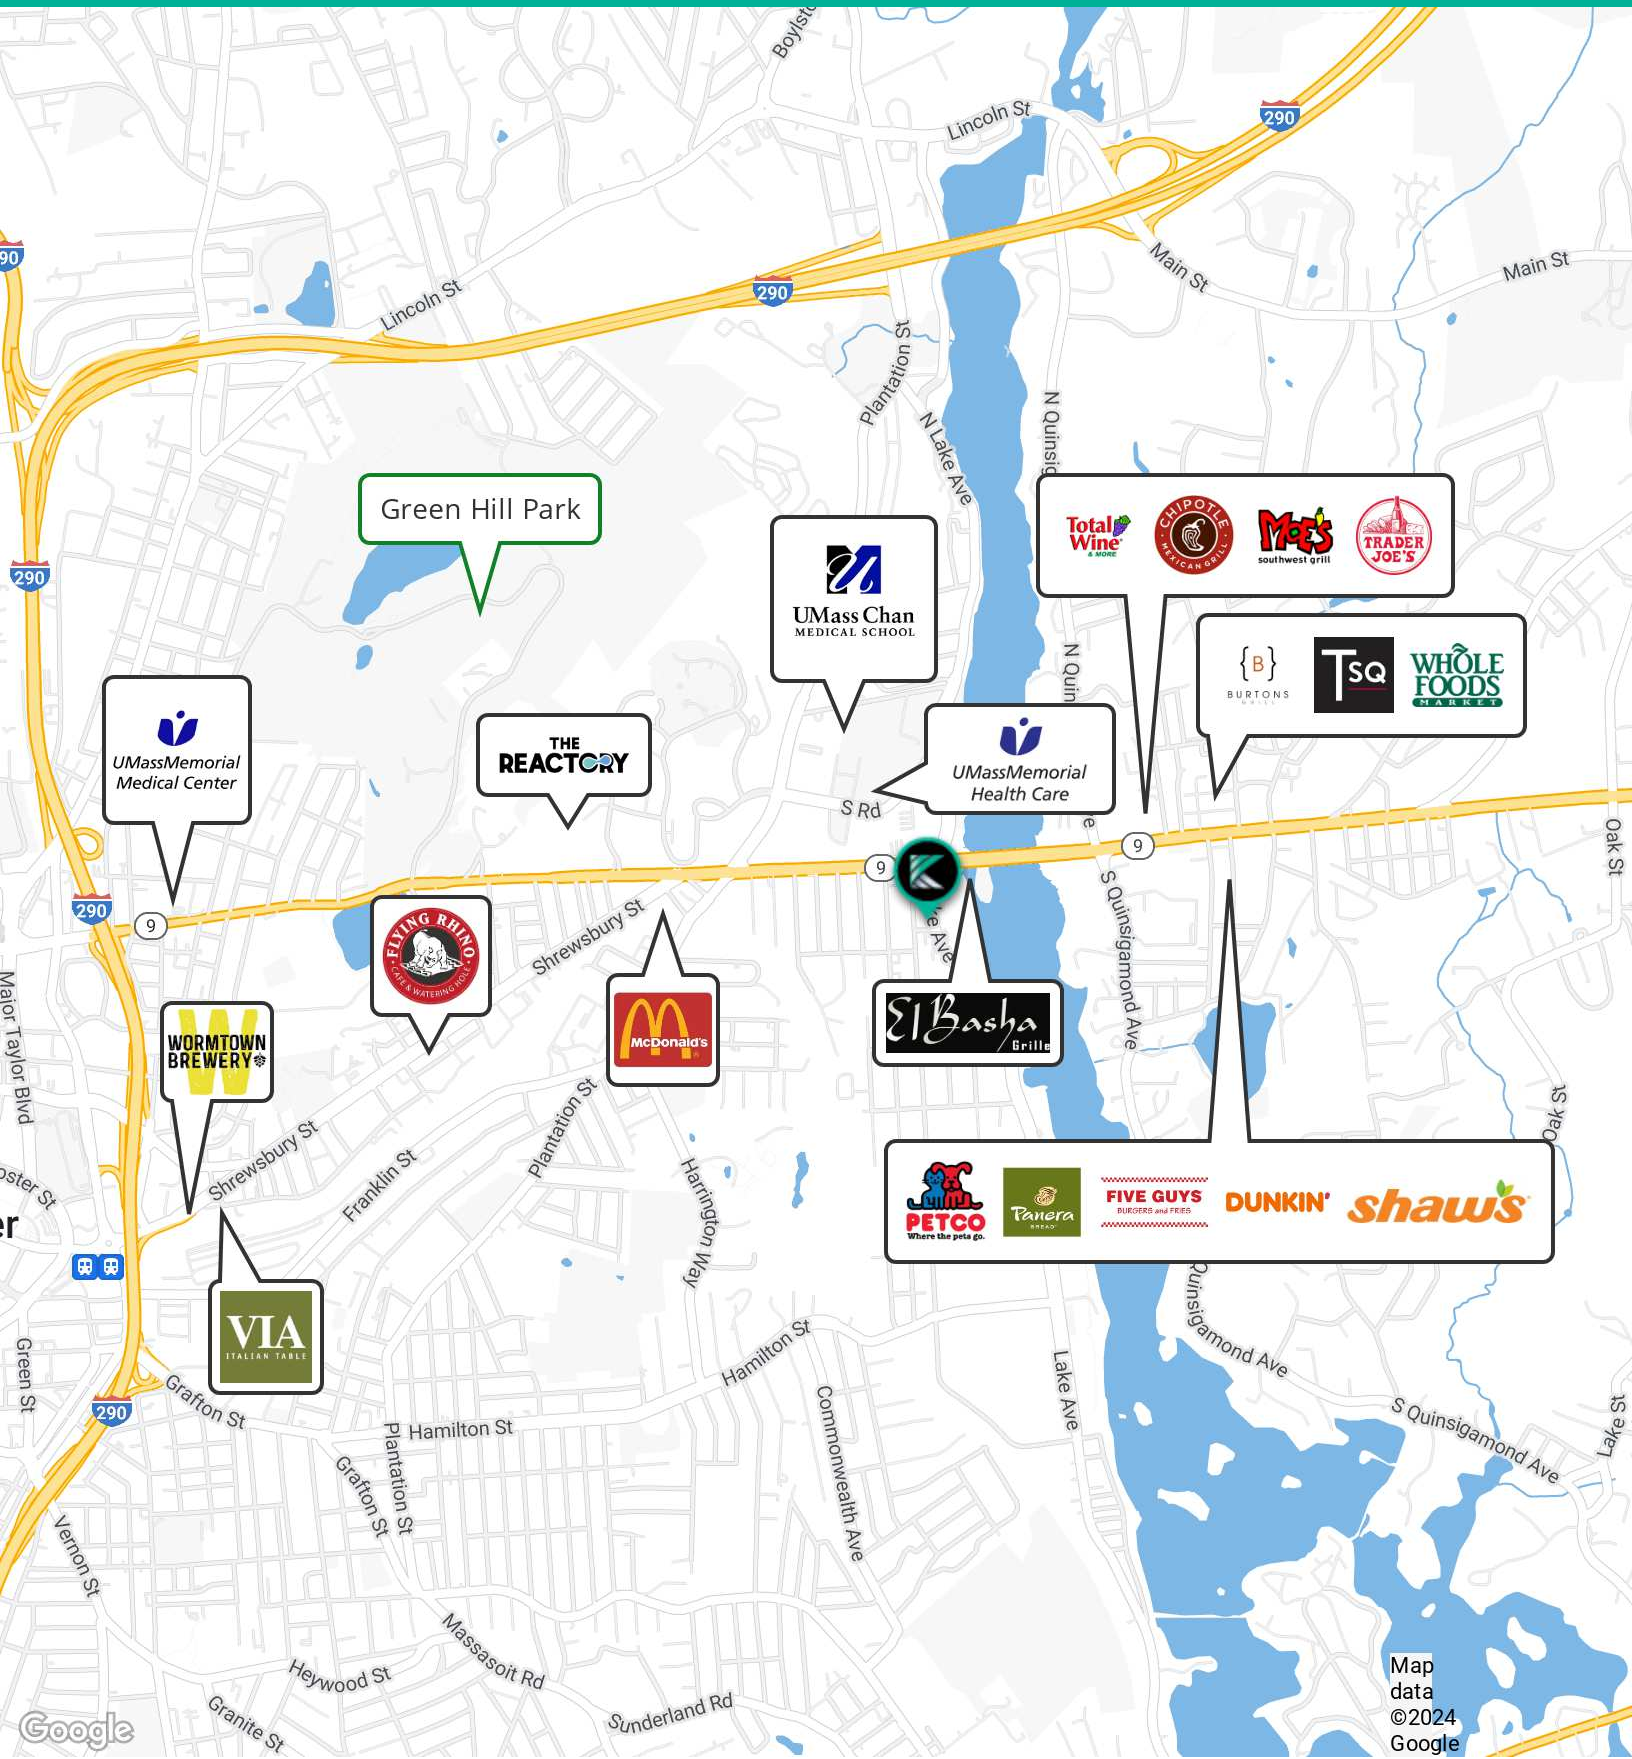 Boylsto
Lincoln St
290
290
Main St
Main St
Lincoln St
290
Plantation St
N Lake Ave
N Quinsig
Green Hill Park
Total
Wine
& MORE
CHIPOTLE
MEXICAN GRILL
MOE'S
southwest grill
TRADER
JOE'S
290
UMass Chan
MEDICAL SCHOOL
{B}
BURTONS
GRILL
TSQ
WHOLE
FOODS
MARKET
N Quin
UMassMemorial
Medical Center
THE
REACTORY
UMassMemorial
Health Care
S Rd
e
9
9
Oak St
290
9
FLYING RHINO
CAFE & WATERING HOLE
Shrewsbury St
ke Ave
S Quinsigamond Ave
Major Taylor Blvd
McDonald's
El Basha
Grille
WORMTOWN
BREWERY
W
Plantation St
Oak St
Shrewsbury St
Franklin St
Harrington Way
oster St
er
PETCO
Where the pets go.
Panera
BREAD
FIVE GUYS
BURGERS and FRIES
DUNKIN'
shaw's
VIA
ITALIAN TABLE
Quinsigamond Ave
Green St
Hamilton St
Lake Ave
290
Grafton St
Hamilton St
Plantation St
Commonwealth Ave
S Quinsigamond Ave
Lake St
Grafton St
Vernon St
Massasoit Rd
Heywood St
Sunderland Rd
Granite St
Google
Map
data
©2024
Google